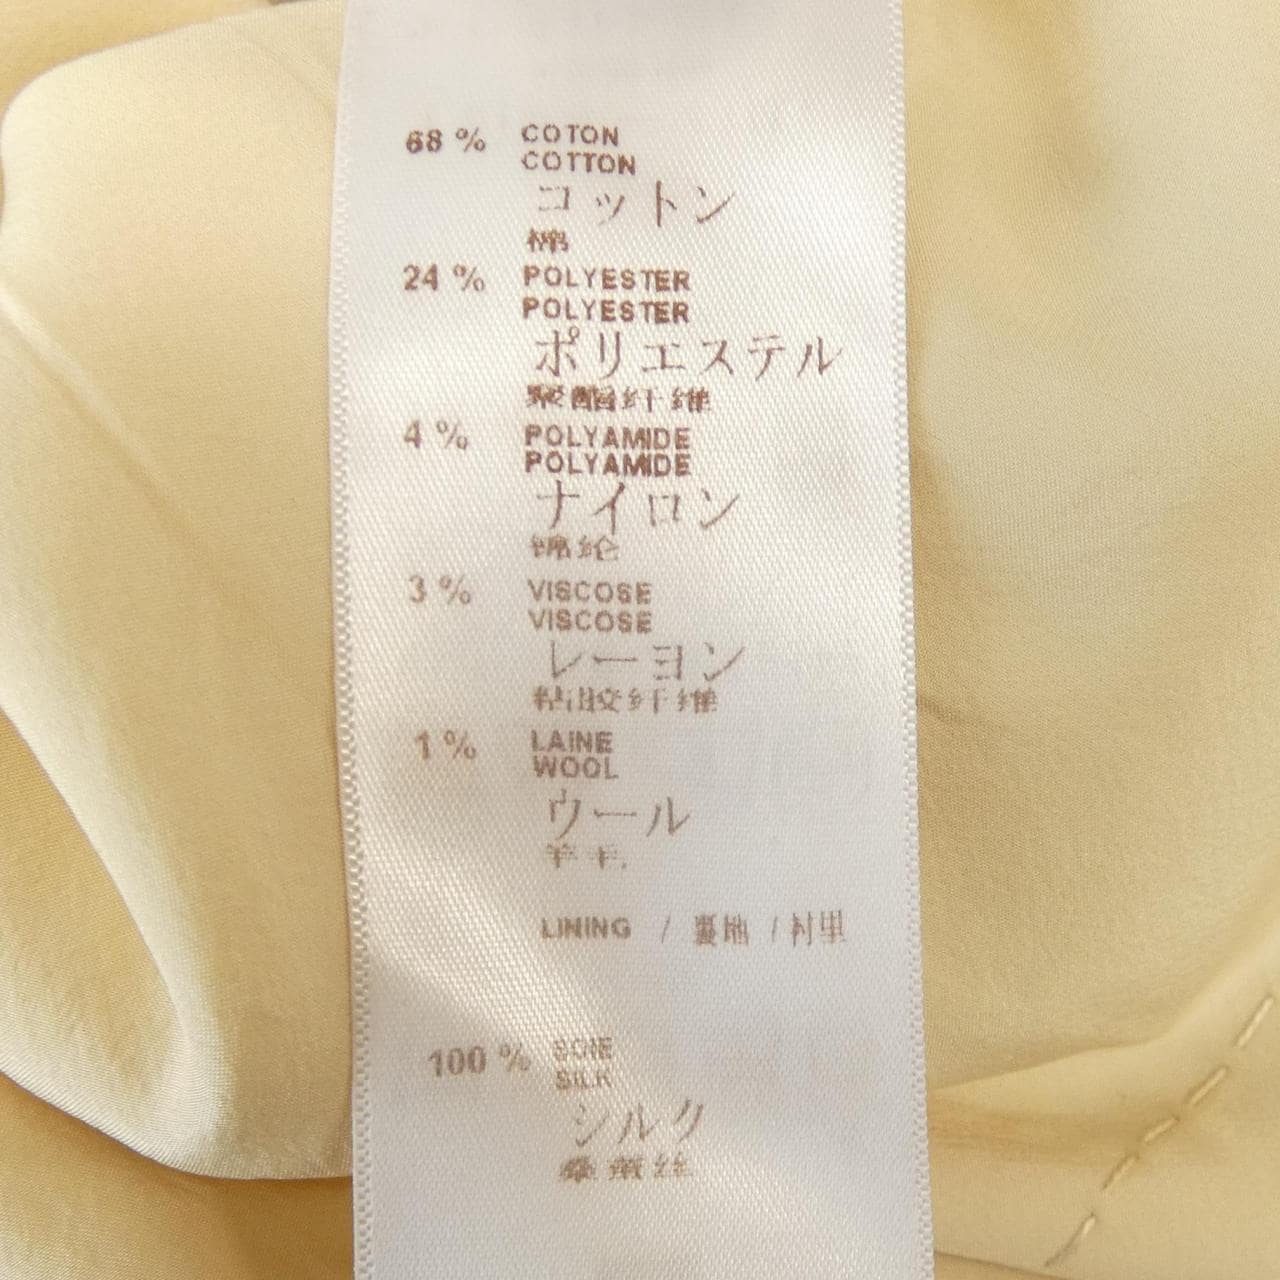 68 % COTON
COTTON
コットン
棉
24 % POLYESTER
POLYESTER
ポリエステル
聚酯纤维
4 % POLYAMIDE
POLYAMIDE
ナイロン
锦纶
3 % VISCOSE
VISCOSE
レーヨン
粘胶纤维
1 % LAINE
WOOL
ウール
羊毛
LINING / 裏地 / 衬里
100 % SOIE
SILK
シルク
桑蚕丝